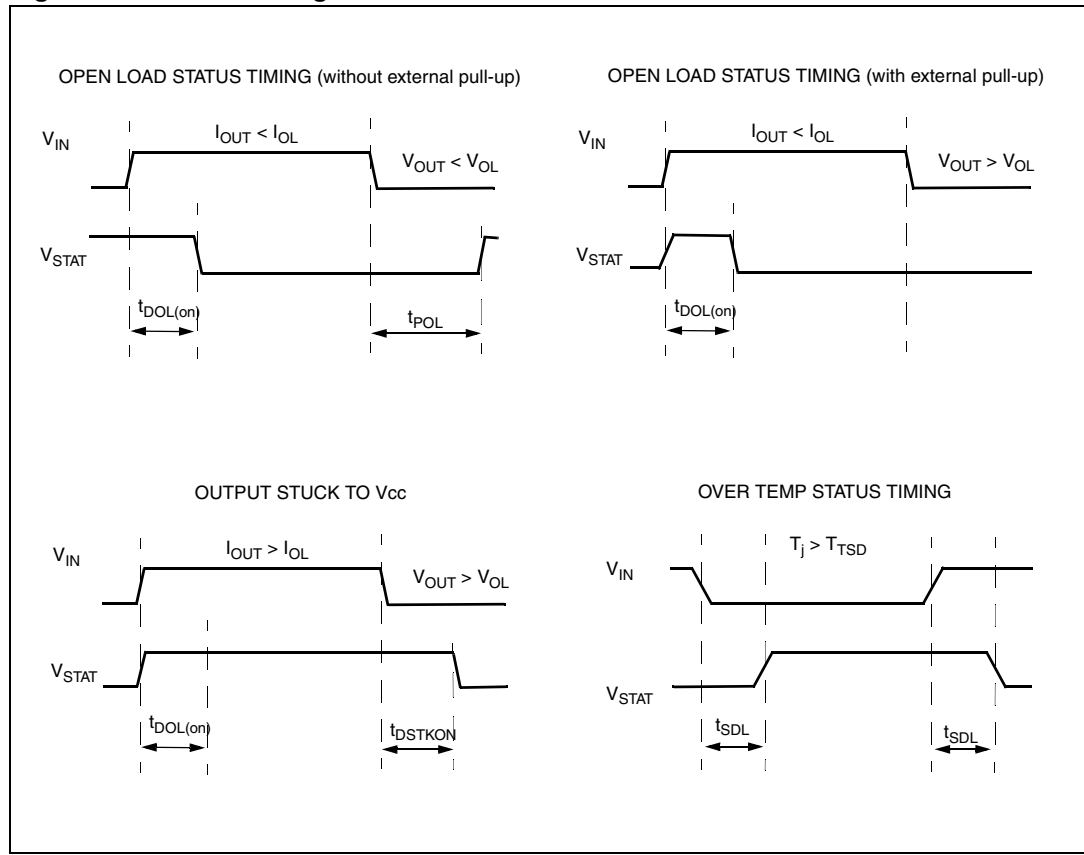 OPEN LOAD STATUS TIMING (without external pull-up)
V_IN
I_OUT < I_OL
V_OUT < V_OL
V_STAT
t_DOL(on)
t_POL
OPEN LOAD STATUS TIMING (with external pull-up)
V_IN
I_OUT < I_OL
V_OUT > V_OL
V_STAT
t_DOL(on)
OUTPUT STUCK TO Vcc
V_IN
I_OUT > I_OL
V_OUT > V_OL
V_STAT
t_DOL(on)
t_DSTKON
OVER TEMP STATUS TIMING
V_IN
T_j > T_TSD
V_STAT
t_SDL
t_SDL